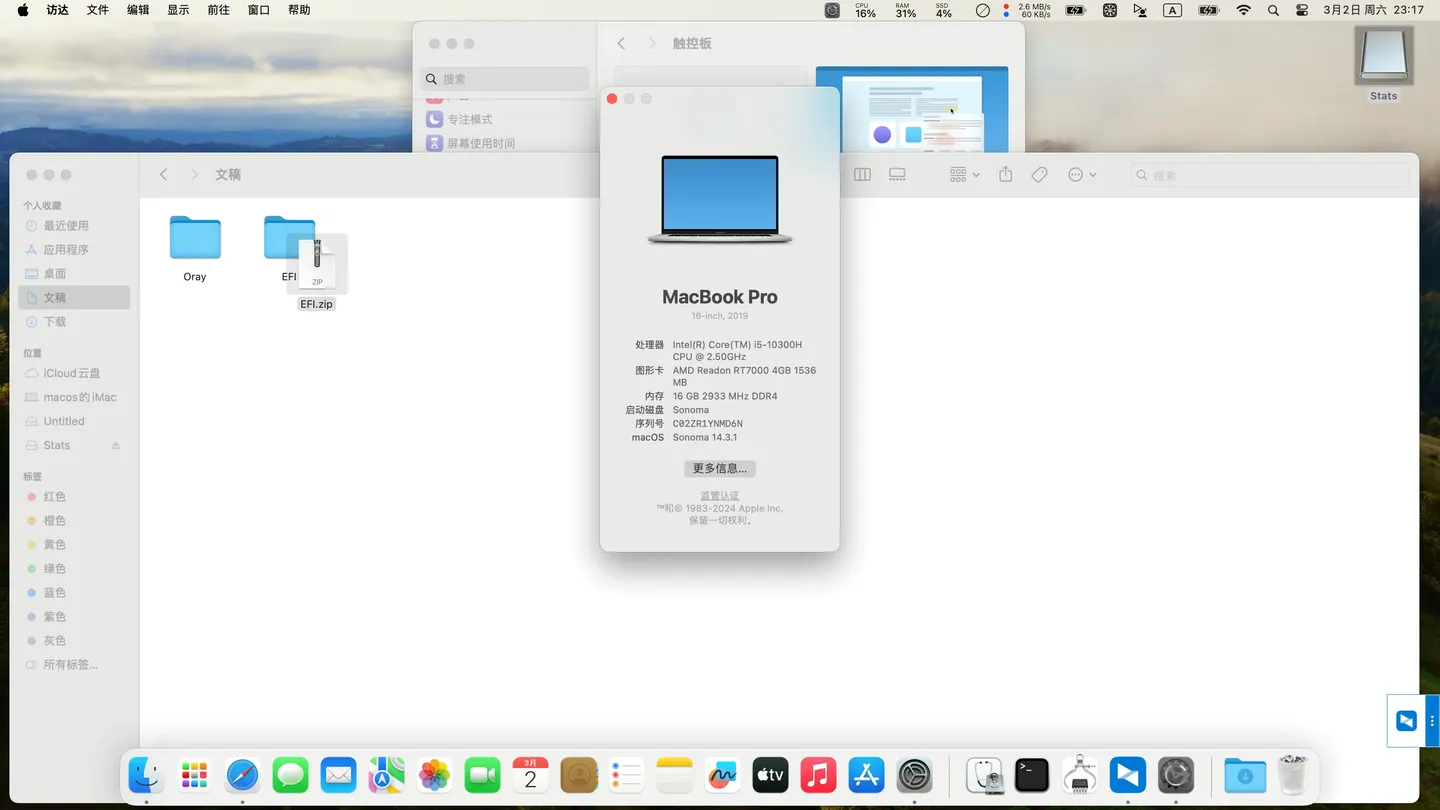 访达 文件 编辑 显示 前往 窗口 帮助
CPU 16% RAM 31% SSD 4% 2.6 MB/s 60 KB/s A 3月2日 周六 23:17
触控板
搜索
专注模式
屏幕使用时间
Stats
文稿
搜索
个人收藏
最近使用
应用程序
桌面
文稿
下载
位置
iCloud云盘
macos的iMac
Untitled
Stats
标签
红色
橙色
黄色
绿色
蓝色
紫色
灰色
所有标签...
Oray
EFI
ZIP
EFI.zip
MacBook Pro
16-inch, 2019
处理器 Intel(R) Core(TM) i5-10300H
CPU @ 2.50GHz
图形卡 AMD Readon RT7000 4GB 1536
MB
内存 16 GB 2933 MHz DDR4
启动磁盘 Sonoma
序列号 C02ZR1YNMD6N
macOS Sonoma 14.3.1
更多信息...
监管认证
™和© 1983-2024 Apple Inc.
保留一切权利。
3月
2
tv